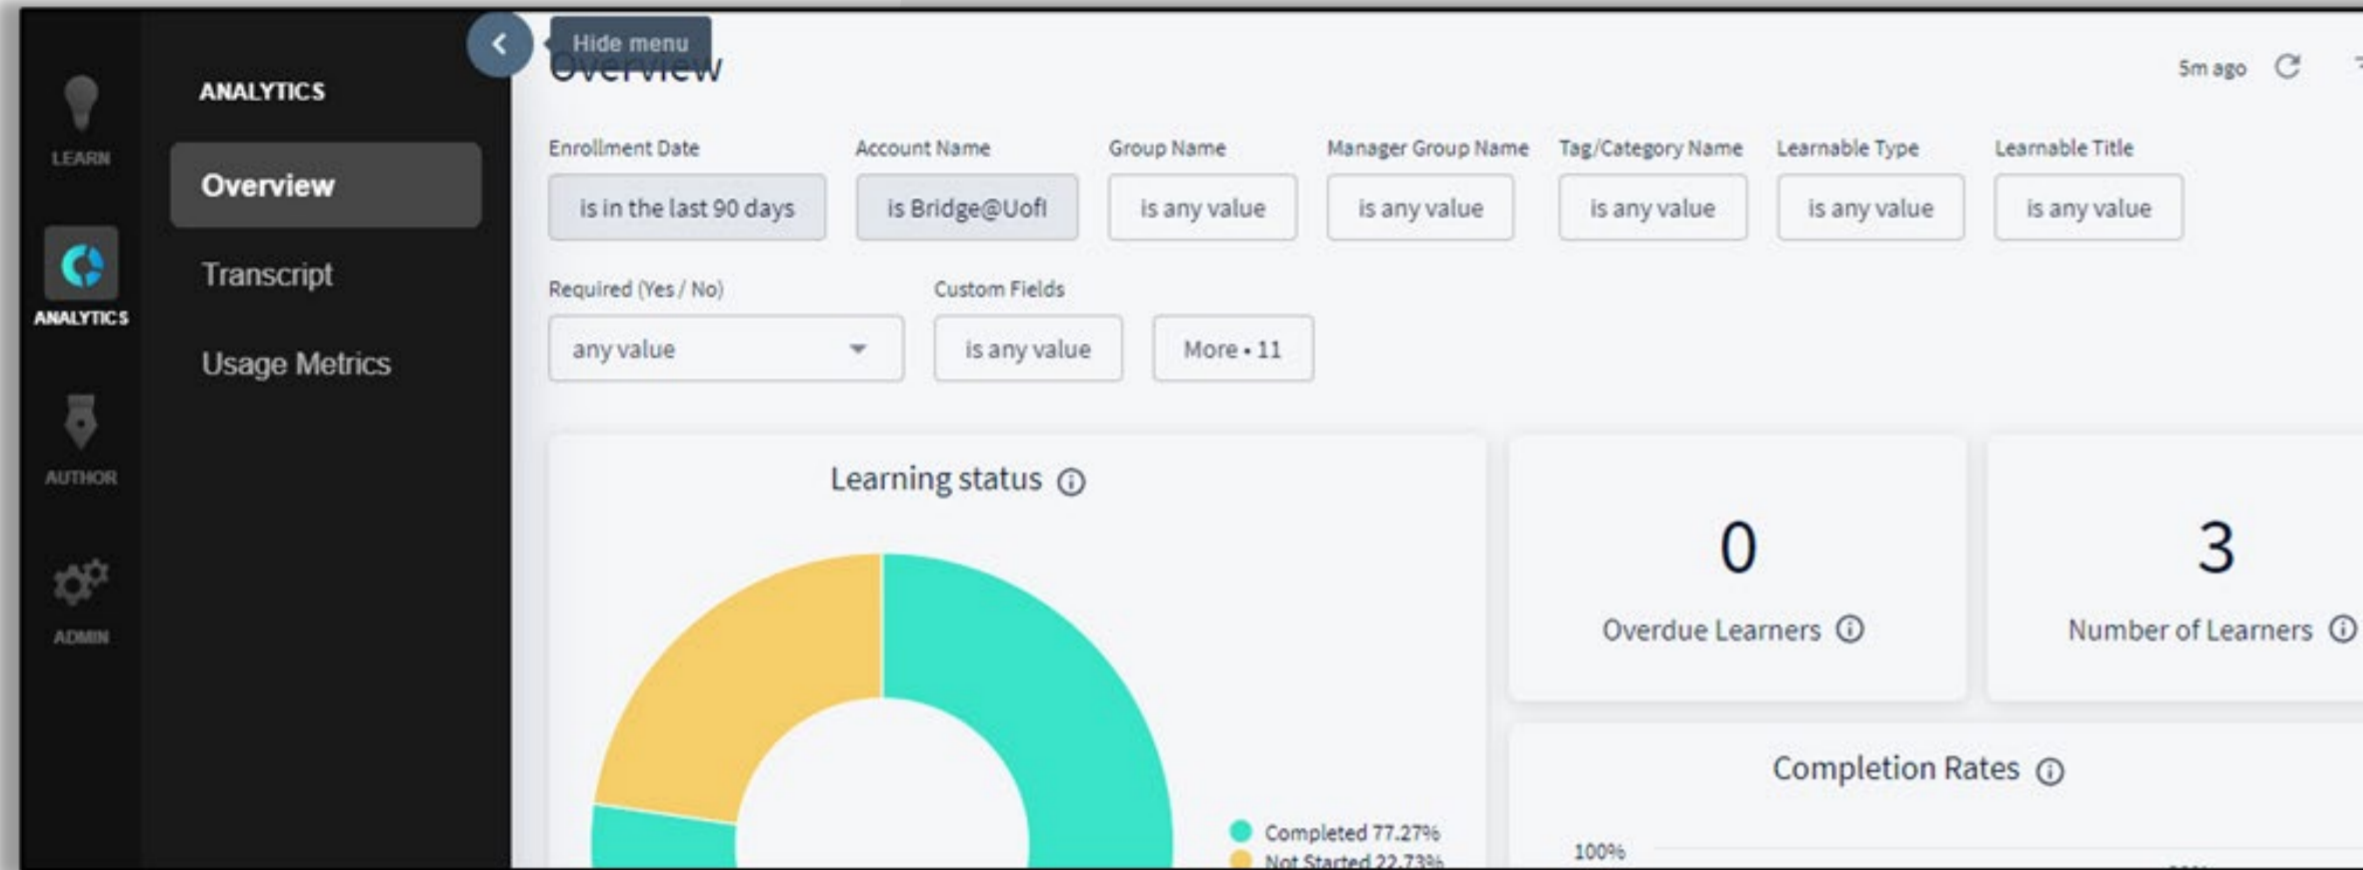 LEARN
ANALYTICS
AUTHOR
ADMIN
ANALYTICS
Overview
Transcript
Usage Metrics
Hide menu
Overview
5m ago
Enrollment Date
is in the last 90 days
Account Name
is Bridge@UofI
Group Name
is any value
Manager Group Name
is any value
Tag/Category Name
is any value
Learnable Type
is any value
Learnable Title
is any value
Required (Yes / No)
any value
Custom Fields
is any value
More • 11
Learning status
Completed 77.27%
Not Started 22.73%
0
Overdue Learners
3
Number of Learners
Completion Rates
100%